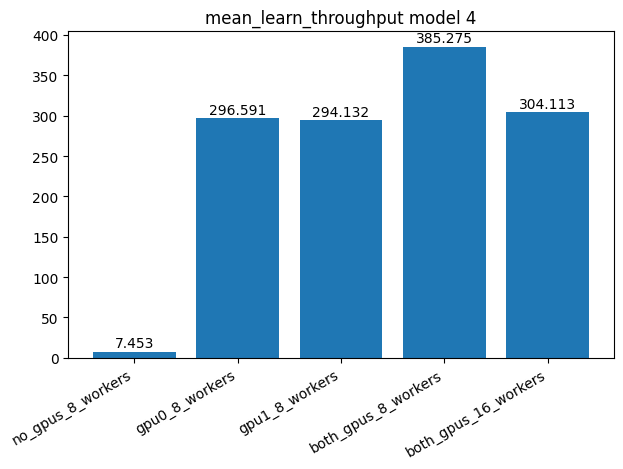 mean_learn_throughput model 4
400
350
300
250
200
150
100
50
0
7.453
296.591
294.132
385.275
304.113
no_gpus_8_workers
gpu0_8_workers
gpu1_8_workers
both_gpus_8_workers
both_gpus_16_workers